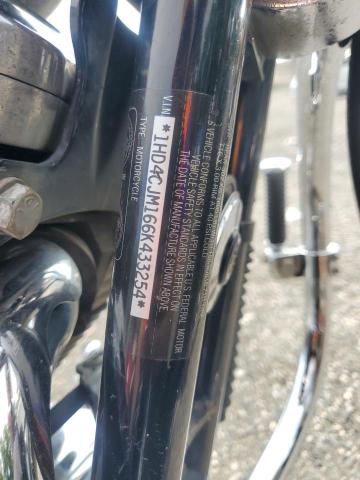 VIN *1HD4CJM166K433254*
TYPE - MOTORCYCLE
S VEHICLE CONFORMS TO ALL APPLICABLE U.S. FEDERAL MOTOR
VEHICLE SAFETY STANDARDS IN EFFECT ON
THE DATE OF MANUFACTURE SHOWN ABOVE